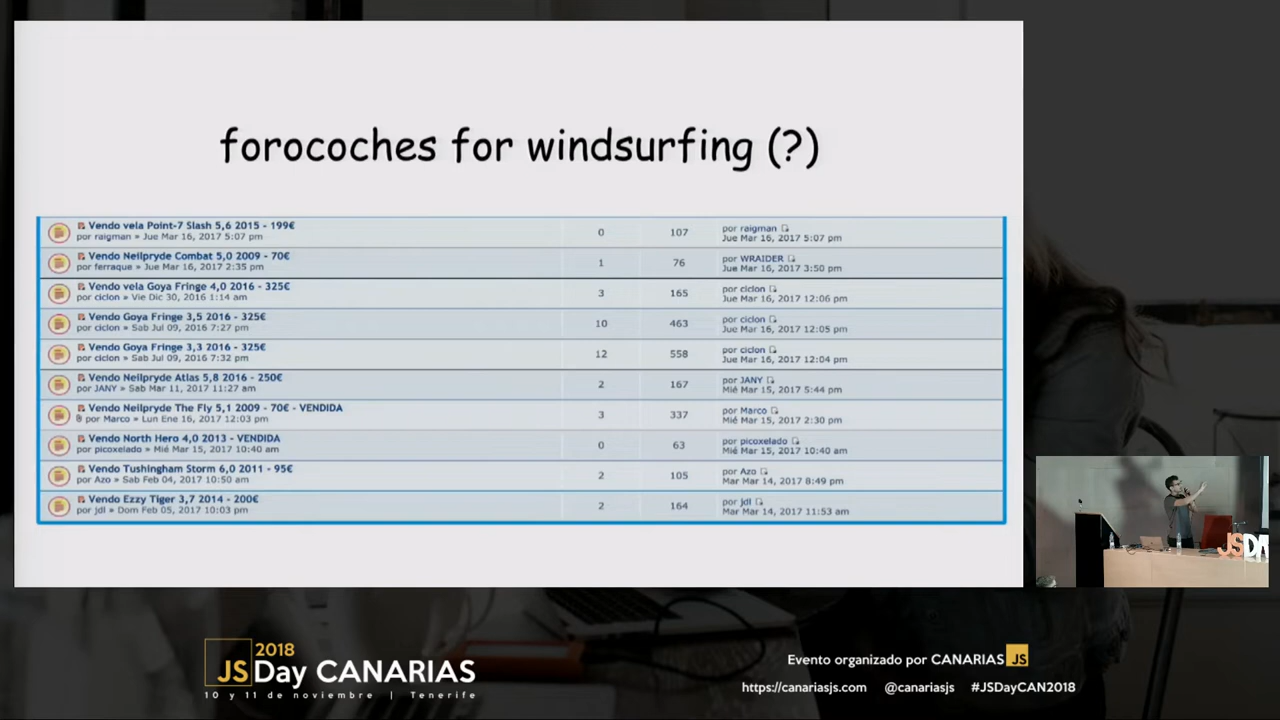 forocoches for windsurfing (?)
Vendo vela Point-7 Slash 5,6 2015 - 199€
por raigman » Jue Mar 16, 2017 5:07 pm
0
107
por raigman
Jue Mar 16, 2017 5:07 pm
Vendo Neilpryde Combat 5,0 2009 - 70€
por ferraque » Jue Mar 16, 2017 2:35 pm
1
76
por WRAIDER
Jue Mar 16, 2017 3:50 pm
Vendo vela Goya Fringe 4,0 2016 - 325€
por ciclon » Vie Dic 30, 2016 1:14 am
3
165
por ciclon
Jue Mar 16, 2017 12:06 pm
Vendo Goya Fringe 3,5 2016 - 325€
por ciclon » Sab Jul 09, 2016 7:27 pm
10
463
por ciclon
Jue Mar 16, 2017 12:05 pm
Vendo Goya Fringe 3,3 2016 - 325€
por ciclon » Sab Jul 09, 2016 7:32 pm
12
558
por ciclon
Jue Mar 16, 2017 12:04 pm
Vendo Neilpryde Atlas 5,8 2016 - 250€
por JANY » Sab Mar 11, 2017 11:27 am
2
167
por JANY
Mié Mar 15, 2017 5:44 pm
Vendo Neilpryde The Fly 5,1 2009 - 70€ - VENDIDA
por Marco » Lun Ene 16, 2017 12:03 pm
3
337
por Marco
Mié Mar 15, 2017 2:30 pm
Vendo North Hero 4,0 2013 - VENDIDA
por picoxelado » Mié Mar 15, 2017 10:40 am
0
63
por picoxelado
Mié Mar 15, 2017 10:40 am
Vendo Tushingham Storm 6,0 2011 - 95€
por Azo » Sab Feb 04, 2017 10:50 am
2
105
por Azo
Mar Mar 14, 2017 8:49 pm
Vendo Ezzy Tiger 3,7 2014 - 200€
por jdl » Dom Feb 05, 2017 10:03 pm
2
164
por jdl
Mar Mar 14, 2017 11:53 am
JSDA
2018
JSDay CANARIAS
10 y 11 de noviembre | Tenerife
Evento organizado por CANARIAS JS
https://canariasjs.com @canariasjs #JSDayCAN2018